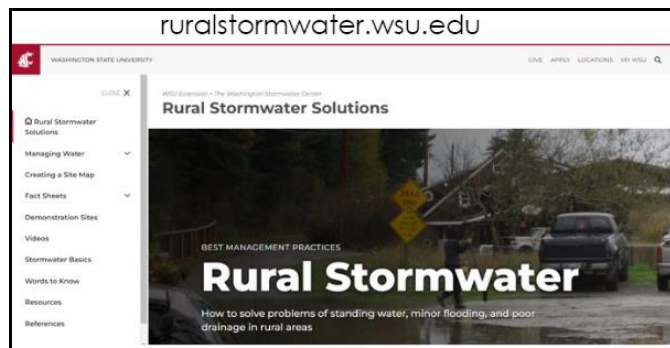 ruralstormwater.wsu.edu
WASHINGTON STATE UNIVERSITY
GIVE APPLY LOCATIONS MY WSU
CLOSE X
WSU Extension + The Washington Stormwater Center
Rural Stormwater Solutions
Rural Stormwater
Solutions
Managing Water
Creating a Site Map
Fact Sheets
Demonstration Sites
Videos
Stormwater Basics
Words to Know
Resources
References
BEST MANAGEMENT PRACTICES
Rural Stormwater
How to solve problems of standing water, minor flooding, and poor
drainage in rural areas